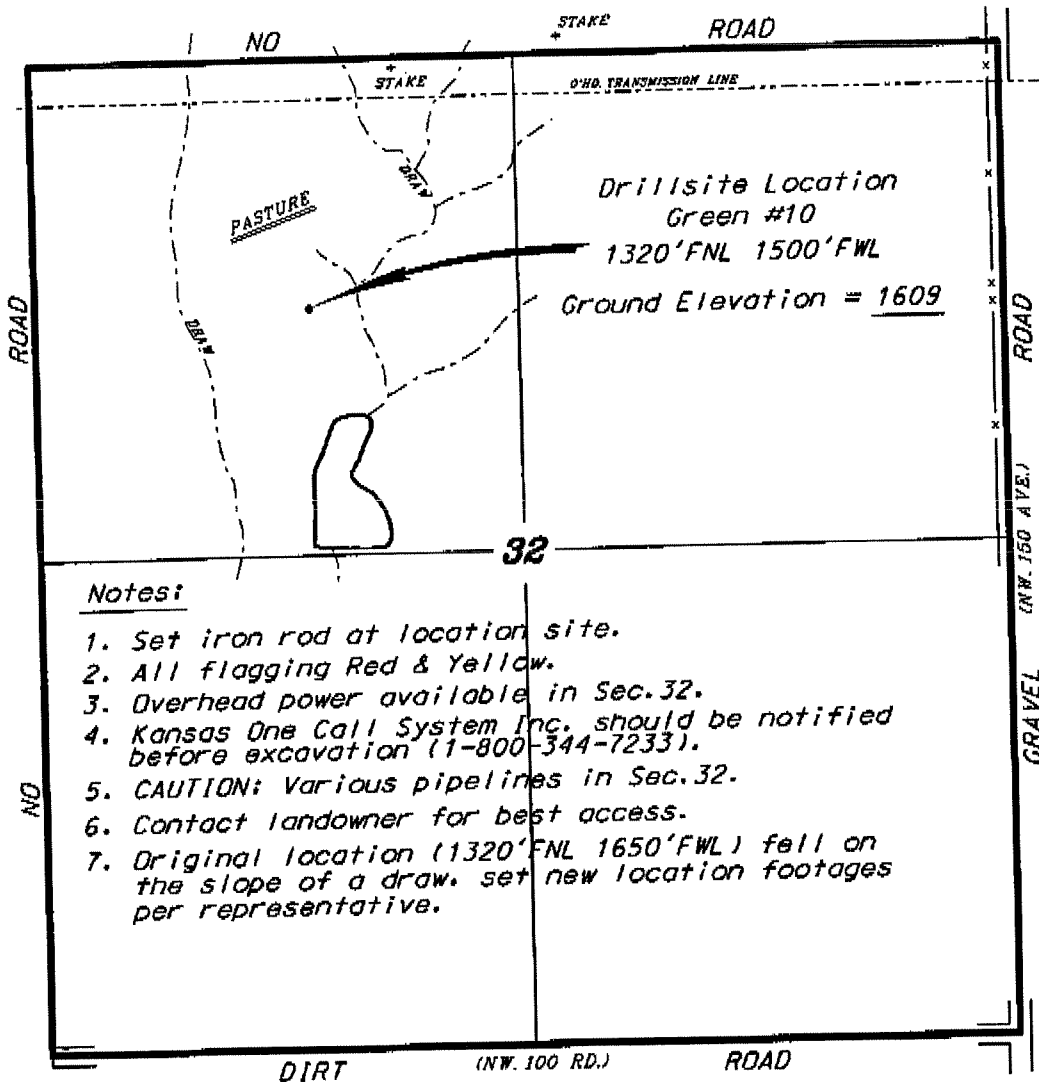 STAKE
NO ROAD
STAKE
O'HD. TRANSMISSION LINE
DRAW
PASTURE
Drillsite Location
Green #10
1320'FNL 1500'FWL
Ground Elevation = 1609
DRAW
ROAD
ROAD
32
(NW. 150 AVE.)
GRAVEL
NO
Notes:
1. Set iron rod at location site.
2. All flagging Red & Yellow.
3. Overhead power available in Sec.32.
4. Kansas One Call System Inc. should be notified
before excavation (1-800-344-7233).
5. CAUTION: Various pipelines in Sec.32.
6. Contact landowner for best access.
7. Original location (1320'FNL 1650'FWL) fell on
the slope of a draw. set new location footages
per representative.
DIRT (NW. 100 RD.) ROAD